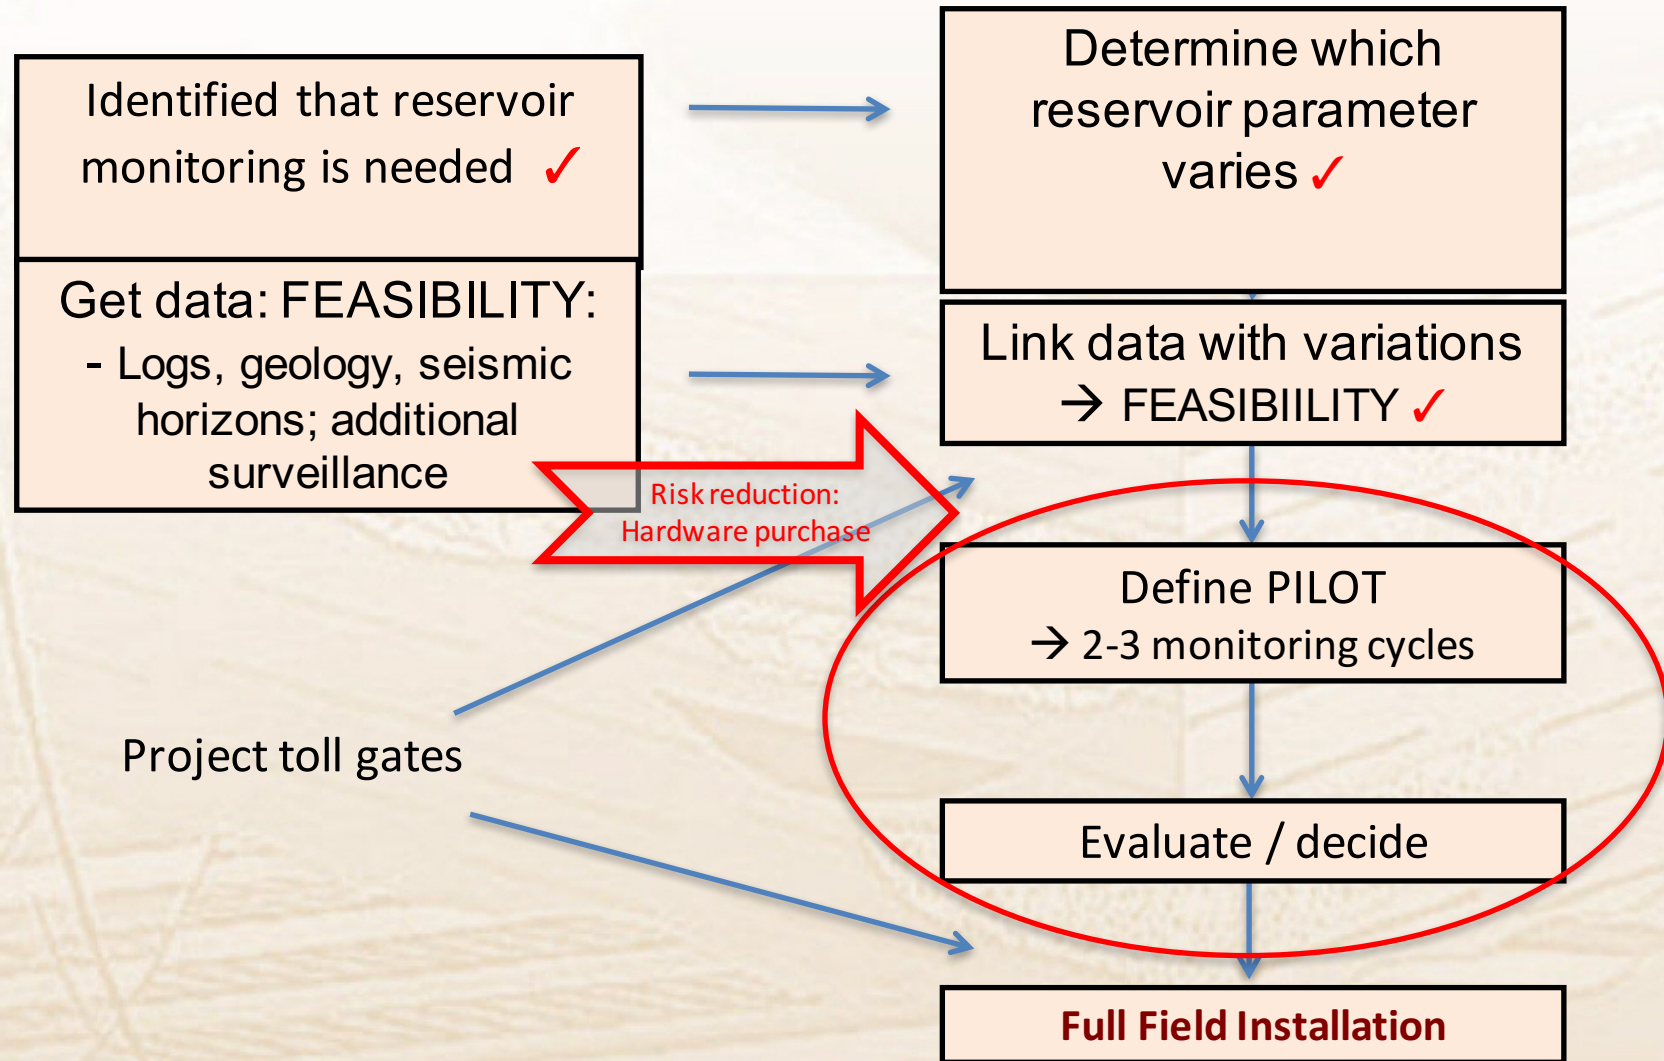 Identified that reservoir
monitoring is needed ✓
Get data: FEASIBILITY:
- Logs, geology, seismic
horizons; additional
surveillance
Determine which
reservoir parameter
varies ✓
Link data with variations
→ FEASIBIILITY ✓
Risk reduction:
Hardware purchase
Define PILOT
→ 2-3 monitoring cycles
Project toll gates
Evaluate / decide
Full Field Installation